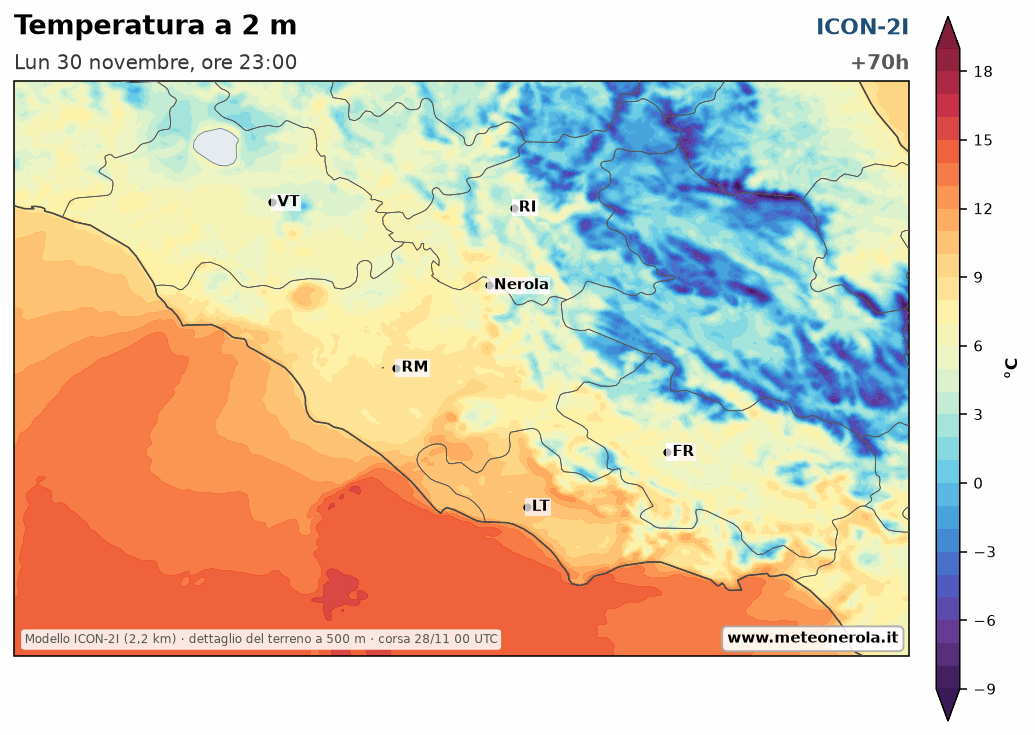 Temperatura a 2 m
ICON-2I
Lun 30 novembre, ore 23:00
+70h
18
15
12
9
6
3
0
−3
−6
−9
°C
VT
RI
Nerola
RM
FR
LT
Modello ICON-2I (2,2 km) · dettaglio del terreno a 500 m · corsa 28/11 00 UTC
www.meteonerola.it